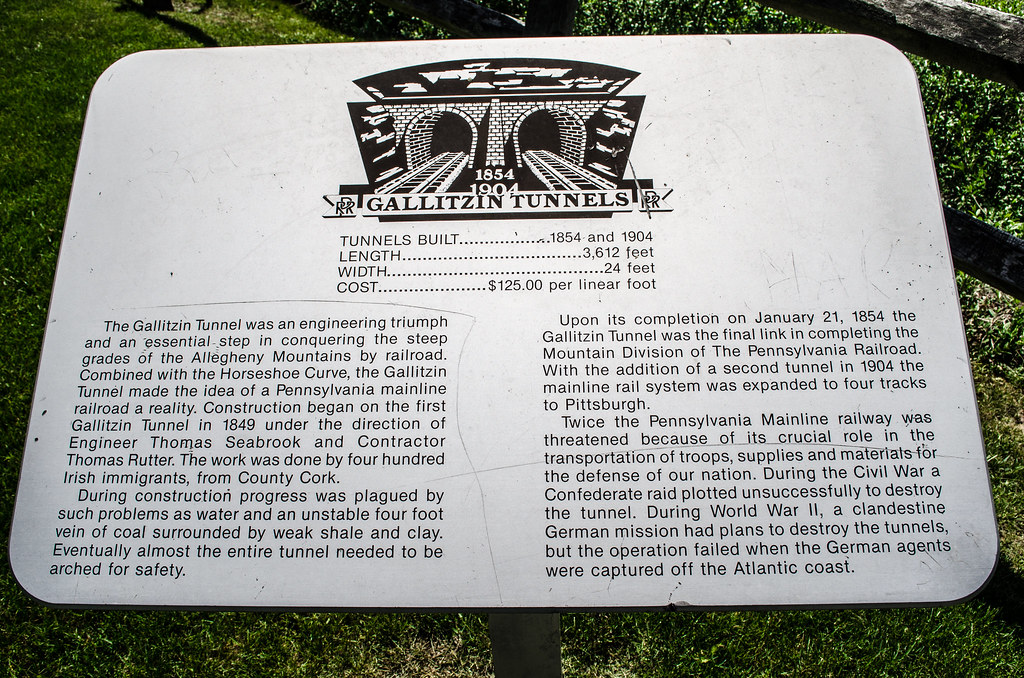 1854
1904
PRR GALLITZIN TUNNELS PRR
TUNNELS BUILT..................1854 and 1904
LENGTH.................................3,612 feet
WIDTH.......................................24 feet
COST....................$125.00 per linear foot
The Gallitzin Tunnel was an engineering triumph
and an essential step in conquering the steep
grades of the Allegheny Mountains by railroad.
Combined with the Horseshoe Curve, the Gallitzin
Tunnel made the idea of a Pennsylvania mainline
railroad a reality. Construction began on the first
Gallitzin Tunnel in 1849 under the direction of
Engineer Thomas Seabrook and Contractor
Thomas Rutter. The work was done by four hundred
Irish immigrants, from County Cork.
During construction progress was plagued by
such problems as water and an unstable four foot
vein of coal surrounded by weak shale and clay.
Eventually almost the entire tunnel needed to be
arched for safety.
Upon its completion on January 21, 1854 the
Gallitzin Tunnel was the final link in completing the
Mountain Division of The Pennsylvania Railroad.
With the addition of a second tunnel in 1904 the
mainline rail system was expanded to four tracks
to Pittsburgh.
Twice the Pennsylvania Mainline railway was
threatened because of its crucial role in the
transportation of troops, supplies and materials for
the defense of our nation. During the Civil War a
Confederate raid plotted unsuccessfully to destroy
the tunnel. During World War II, a clandestine
German mission had plans to destroy the tunnels,
but the operation failed when the German agents
were captured off the Atlantic coast.